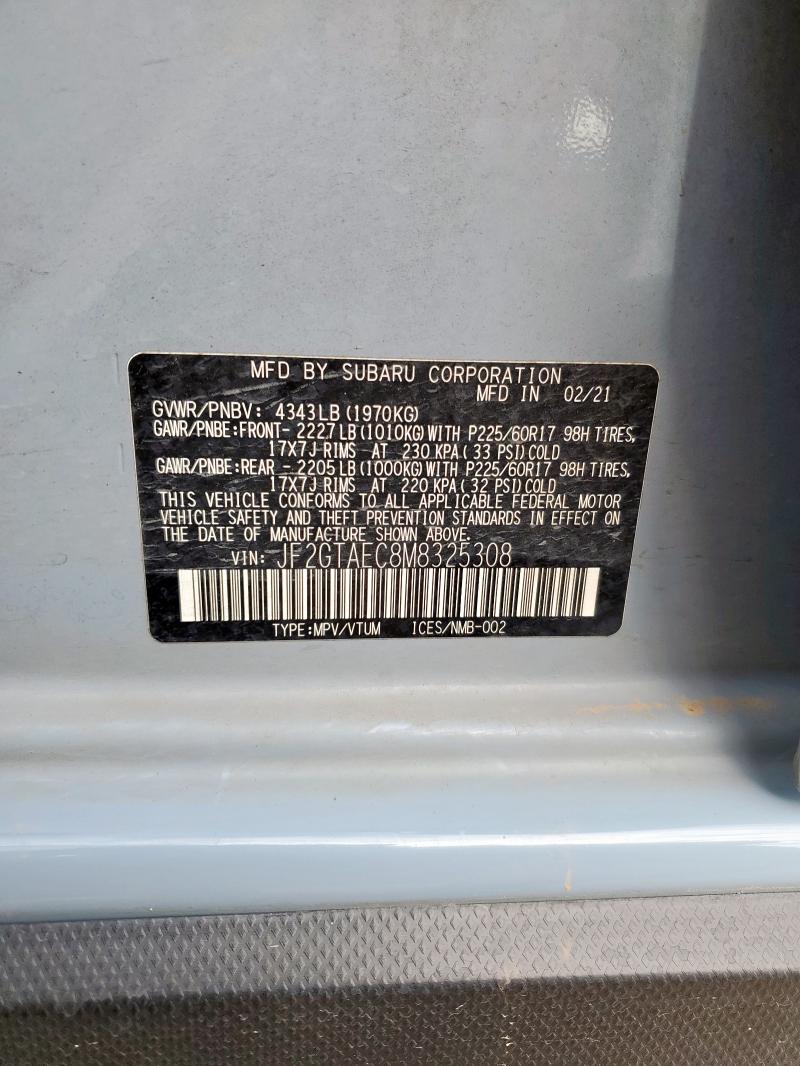 MFD BY SUBARU CORPORATION
MFD IN 02/21
GVWR/PNBV: 4343LB(1970KG)
GAWR/PNBE:FRONT-2227LB(1010KG)WITH P225/60R17 98H TIRES,
17X7J RIMS AT 230 KPA(33 PSI)COLD
GAWR/PNBE:REAR -2205LB(1000KG)WITH P225/60R17 98H TIRES,
17X7J RIMS AT 220 KPA(32 PSI)COLD
THIS VEHICLE CONFORMS TO ALL APPLICABLE FEDERAL MOTOR
VEHICLE SAFETY AND THEFT PREVENTION STANDARDS IN EFFECT ON
THE DATE OF MANUFACTURE SHOWN ABOVE.
VIN: JF2GTAEC8M8325308
TYPE:MPV/VTUM ICES/NMB-002